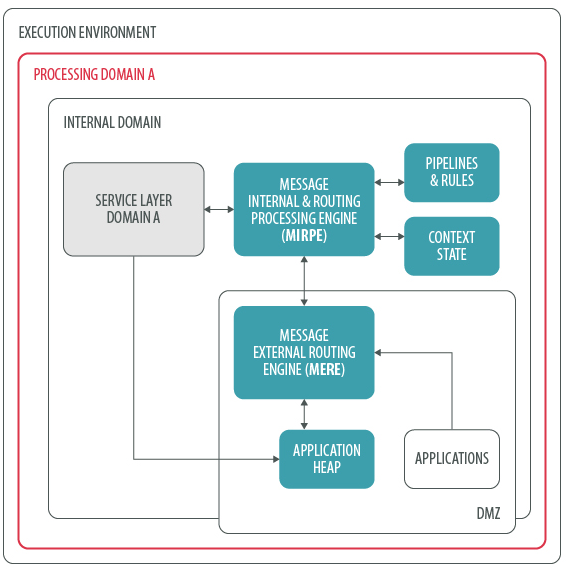 EXECUTION ENVIRONMENT
PROCESSING DOMAIN A
INTERNAL DOMAIN
SERVICE LAYER
DOMAIN A
MESSAGE
INTERNAL & ROUTING
PROCESSING ENGINE
(MIRPE)
PIPELINES
& RULES
CONTEXT
STATE
MESSAGE
EXTERNAL ROUTING
ENGINE (MERE)
APPLICATION
HEAP
APPLICATIONS
DMZ